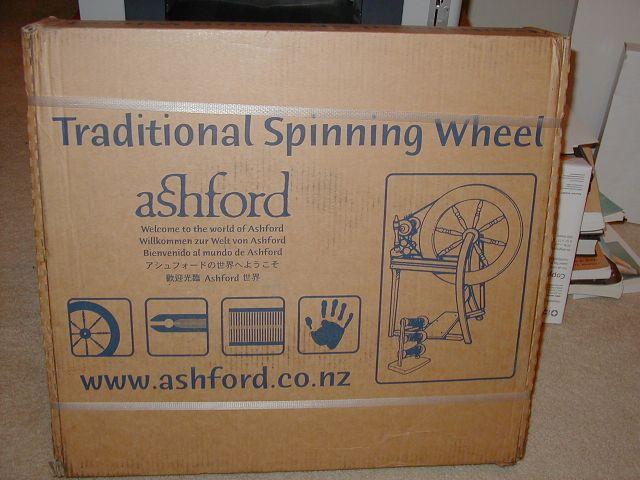 Traditional Spinning Wheel
ashford
Welcome to the world of Ashford
Willkommen zur Welt von Ashford
Bienvenido al mundo de Ashford
アシュフォードの世界へようこそ
歡迎光臨 Ashford 世界
www.ashford.co.nz